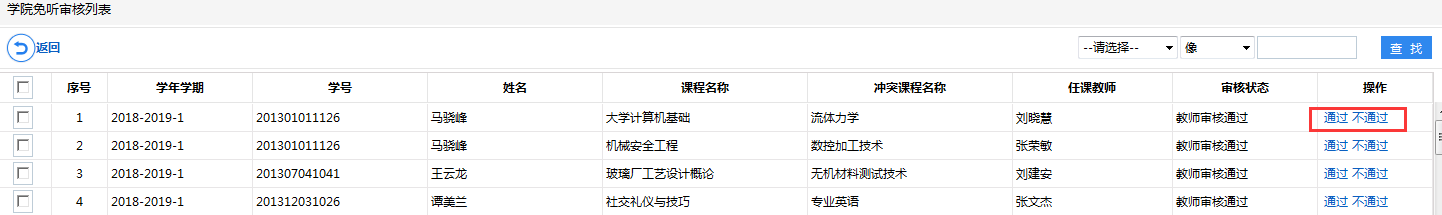 学院免听审核列表
返回 --请选择-- 像 查 找
序号 学年学期 学号 姓名 课程名称 冲突课程名称 任课教师 审核状态 操作
1 2018-2019-1 201301011126 马骁峰 大学计算机基础 流体力学 刘晓慧 教师审核通过 通过 不通过
2 2018-2019-1 201301011126 马骁峰 机械安全工程 数控加工技术 张荣敏 教师审核通过 通过 不通过
3 2018-2019-1 201307041041 王云龙 玻璃厂工艺设计概论 无机材料测试技术 刘建安 教师审核通过 通过 不通过
4 2018-2019-1 201312031026 谭美兰 社交礼仪与技巧 专业英语 张文杰 教师审核通过 通过 不通过